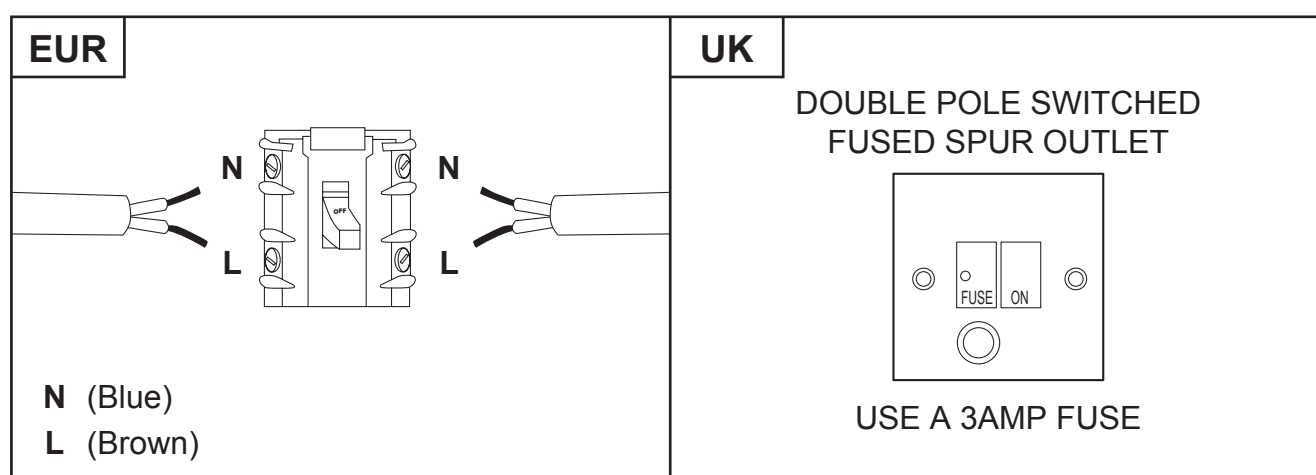 EUR
N
N
OFF
L
L
N (Blue)
L (Brown)
UK
DOUBLE POLE SWITCHED
FUSED SPUR OUTLET
FUSE ON
USE A 3AMP FUSE